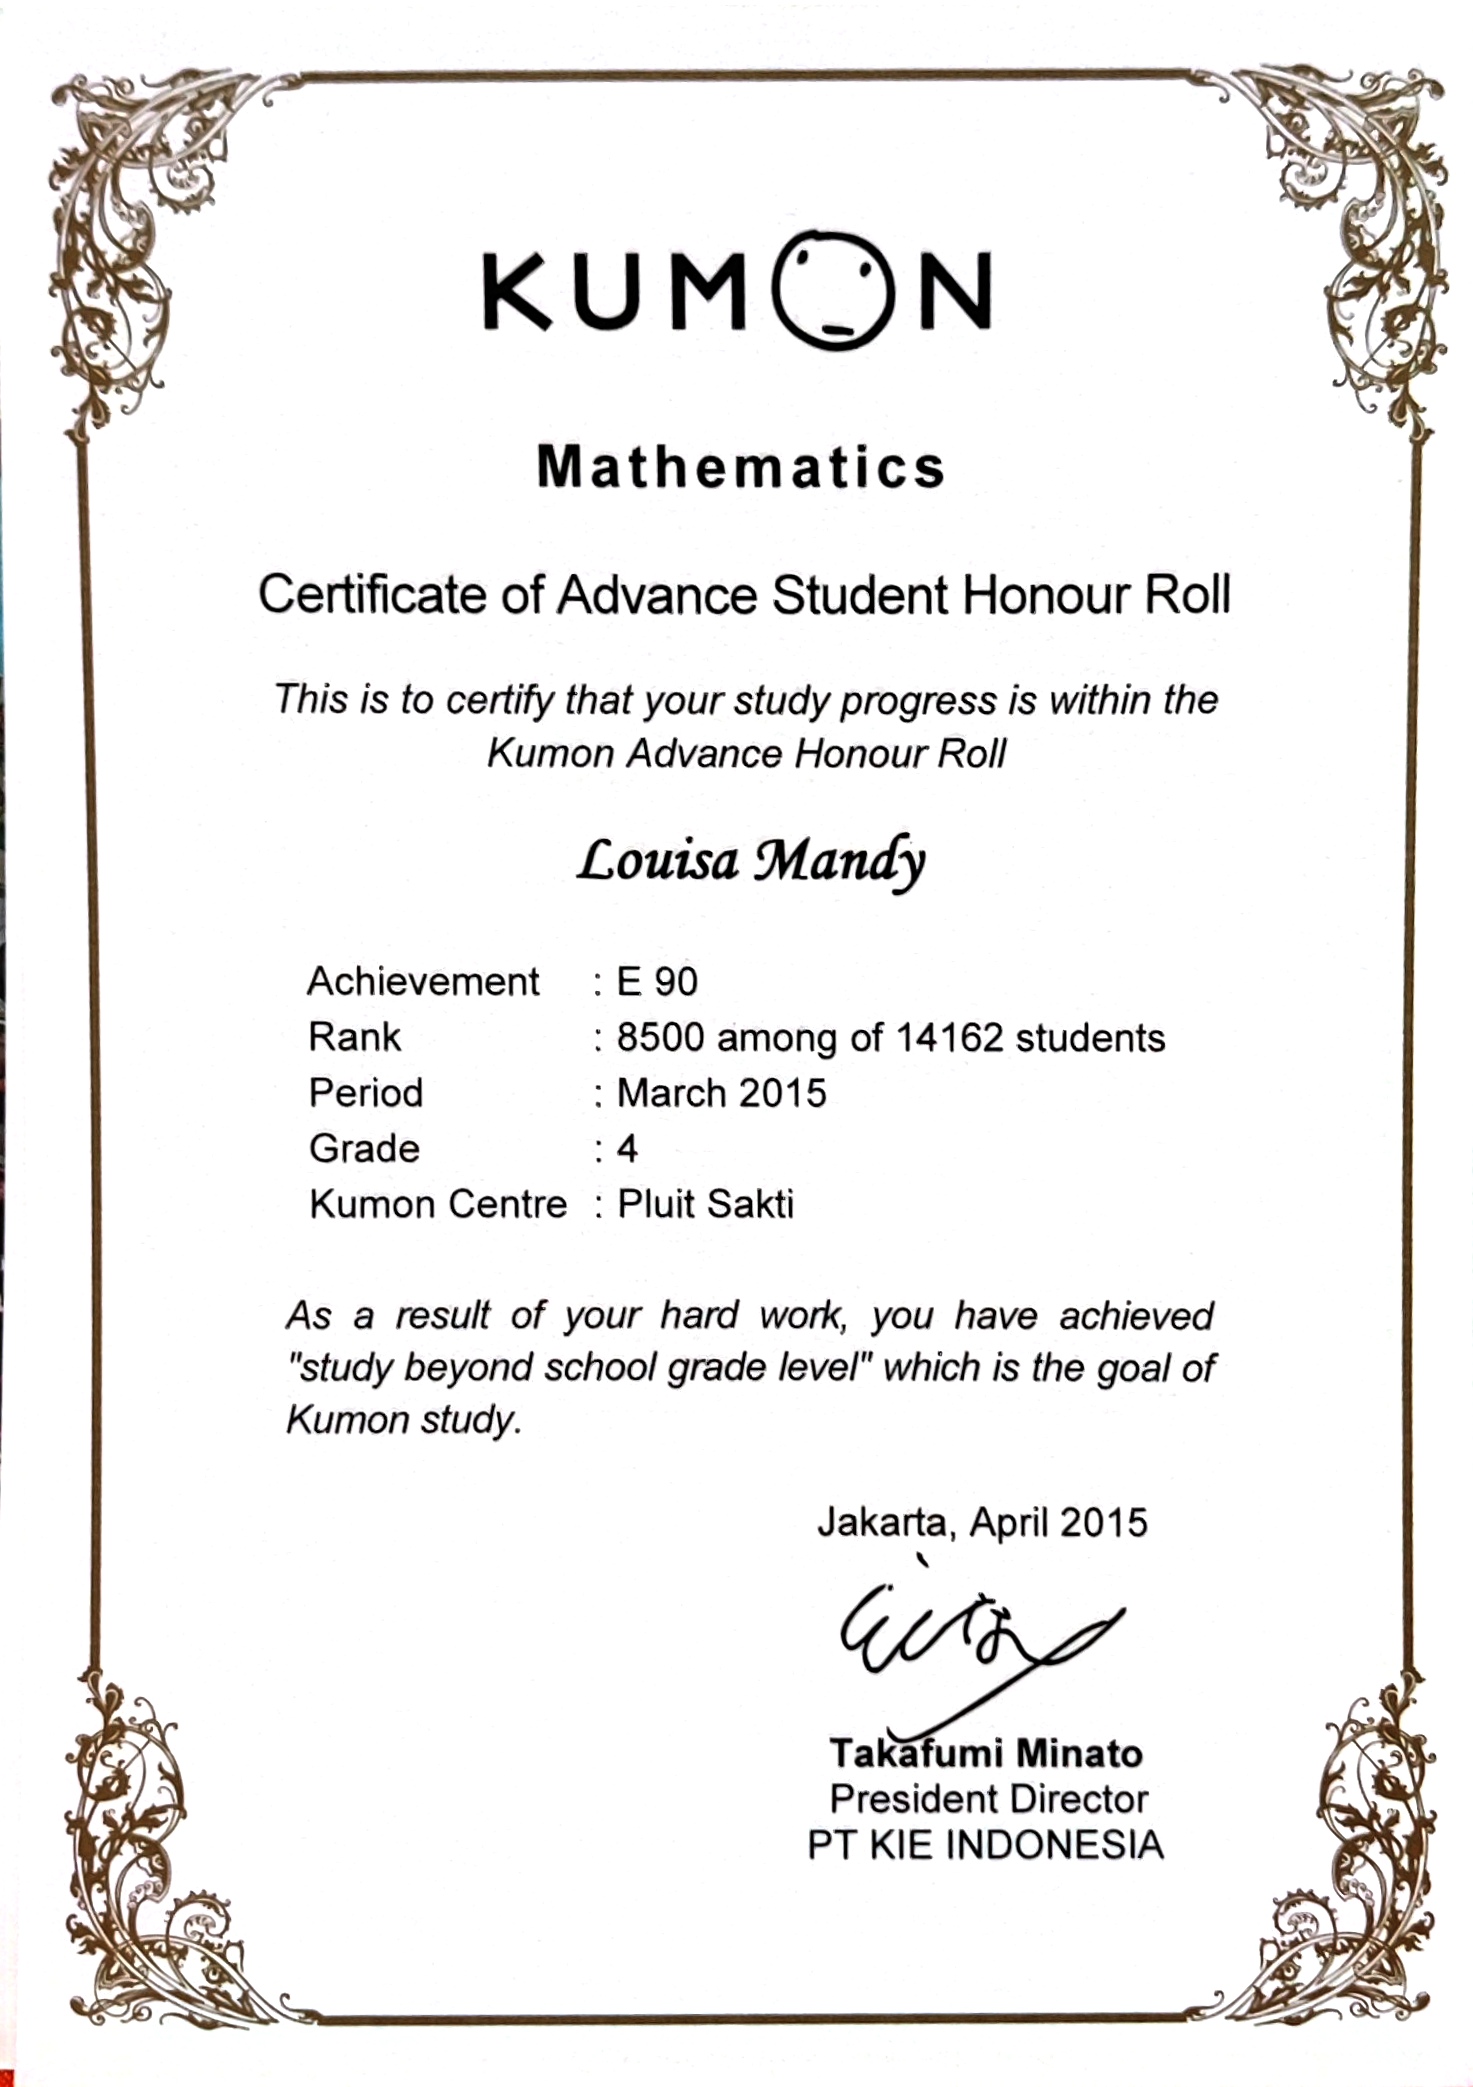 KUMON
Mathematics
Certificate of Advance Student Honour Roll
This is to certify that your study progress is within the
Kumon Advance Honour Roll
Louisa Mandy
Achievement : E 90
Rank : 8500 among of 14162 students
Period : March 2015
Grade : 4
Kumon Centre : Pluit Sakti
As a result of your hard work, you have achieved
"study beyond school grade level" which is the goal of
Kumon study.
Jakarta, April 2015
Takafumi Minato
President Director
PT KIE INDONESIA